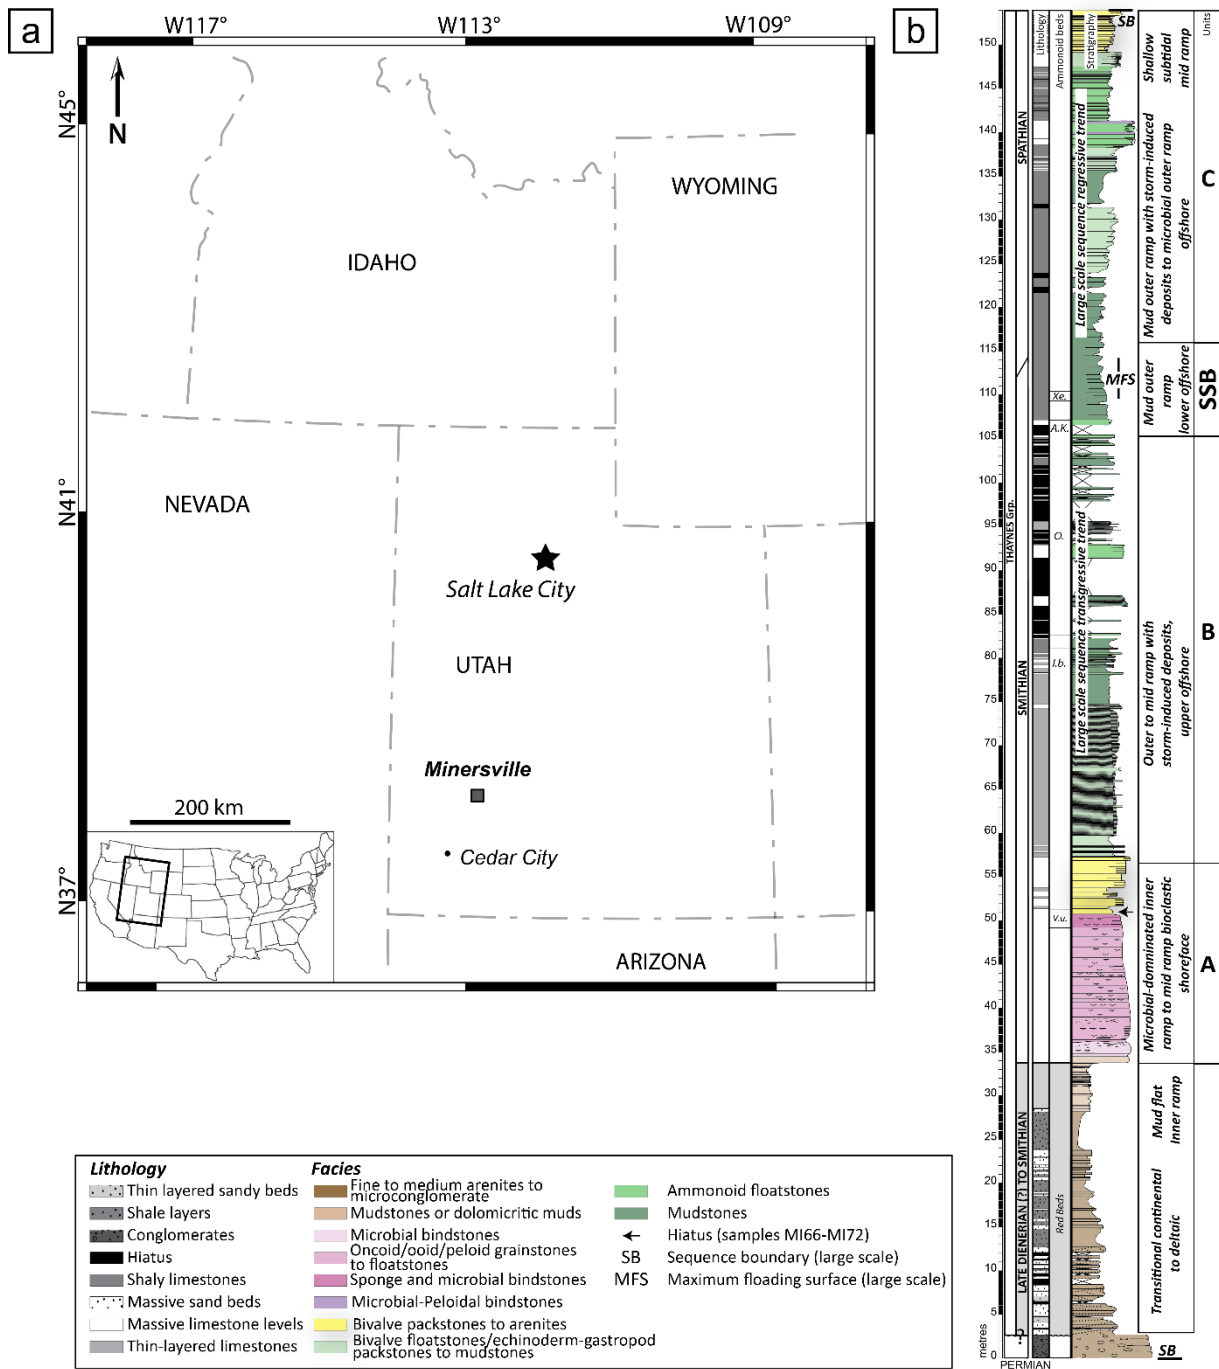 a
W117°
W113°
W109°
N45°
N41°
N37°
N
WYOMING
IDAHO
NEVADA
Salt Lake City
UTAH
Minersville
200 km
Cedar City
ARIZONA
b
Lithology
Ammonoid beds
Stratigraphy
Units
SB
150
145
140
135
130
125
120
115
110
105
100
95
90
85
80
75
70
65
60
55
50
45
40
35
30
25
20
15
10
5
0
metres
PERMIAN
SPATHIAN
SMITHIAN
THAYNES Grp.
LATE DIENERIAN (?) TO SMITHIAN
?
Xe.
A.K.
O.
I.b.
V.u.
Red Beds
Large scale sequence regressive trend
MFS
Large scale sequence transgressive trend
SB
Shallow
subtidal
mid ramp
Mud outer ramp with storm-induced
deposits to microbial outer ramp
offshore
C
Mud outer
ramp
lower offshore
SSB
Outer to mid ramp with
storm-induced deposits,
upper offshore
B
Microbial-domninated inner
ramp to mid ramp bioclastic
shoreface
A
Mud flat
Inner ramp
Transitional continental
to deltaic
Lithology
Thin layered sandy beds
Shale layers
Conglomerates
Hiatus
Shaly limestones
Massive sand beds
Massive limestone levels
Thin-layered limestones
Facies
Fine to medium arenites to
microconglomerate
Mudstones or dolomicritic muds
Microbial bindstones
Oncoid/ooid/peloid grainstones
to floatstones
Sponge and microbial bindstones
Microbial-Peloidal bindstones
Bivalve packstones to arenites
Bivalve floatstones/echinoderm-gastropod
packstones to mudstones
Ammonoid floatstones
Mudstones
Hiatus (samples MI66-MI72)
SB Sequence boundary (large scale)
MFS Maximum floading surface (large scale)